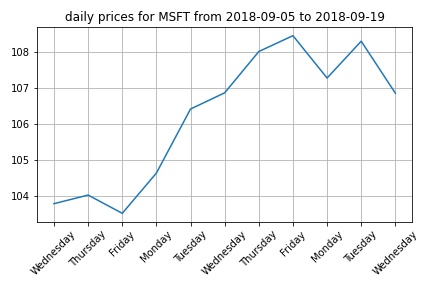 daily prices for MSFT from 2018-09-05 to 2018-09-19
108
107
106
105
104
Wednesday
Thursday
Friday
Monday
Tuesday
Wednesday
Thursday
Friday
Monday
Tuesday
Wednesday